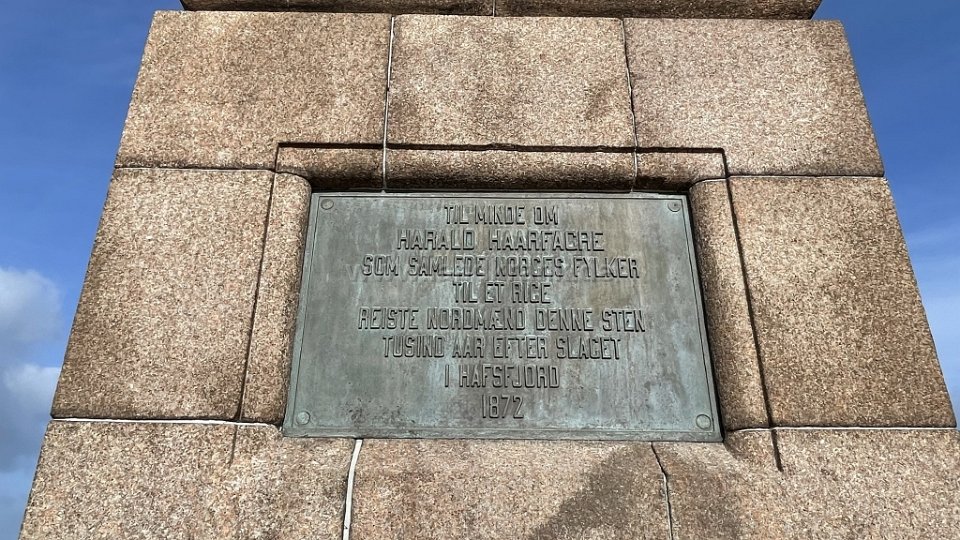 TIL MINDE OM
HARALD HAARFAGRE
SOM SAMLEDE NORGES FYLKER
TIL ET RIGE
REISTE NORDMÆND DENNE STEN
TUSIND AAR EFTER SLAGET
I HAFSFJORD
1872